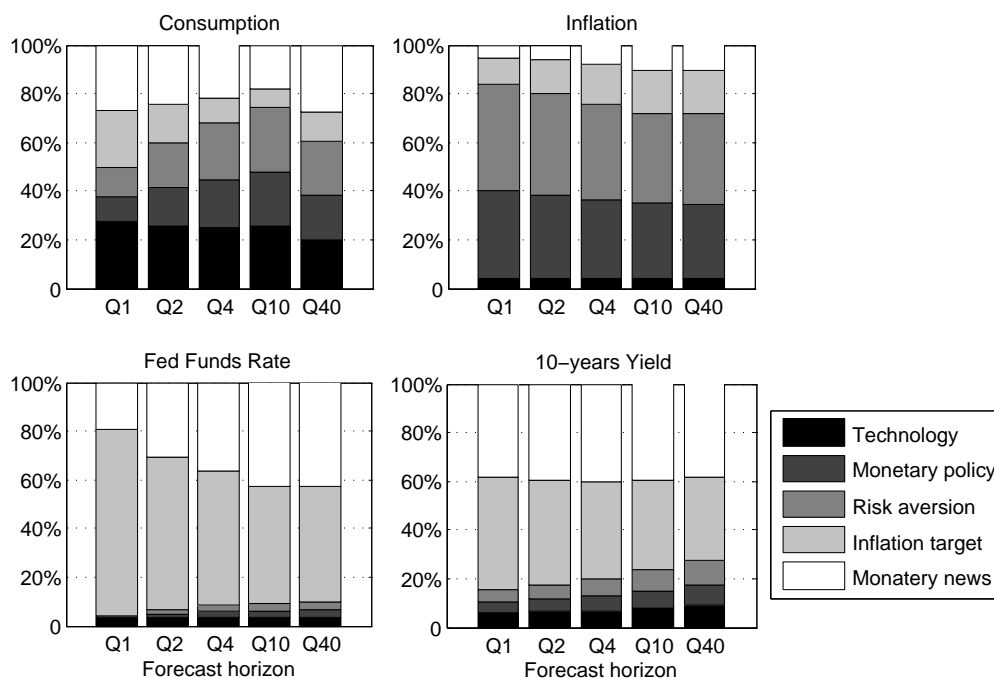 Consumption
100%
80%
60%
40%
20%
0
Q1 Q2 Q4 Q10 Q40
Inflation
100%
80%
60%
40%
20%
0
Q1 Q2 Q4 Q10 Q40
Fed Funds Rate
100%
80%
60%
40%
20%
0
Q1 Q2 Q4 Q10 Q40
Forecast horizon
10−years Yield
100%
80%
60%
40%
20%
0
Q1 Q2 Q4 Q10 Q40
Forecast horizon
Technology
Monetary policy
Risk aversion
Inflation target
Monatery news